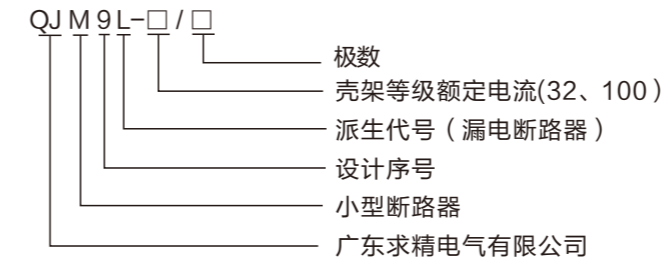 QJM9L-□/□
极数
壳架等级额定电流(32、100)
派生代号（漏电断路器）
设计序号
小型断路器
广东求精电气有限公司